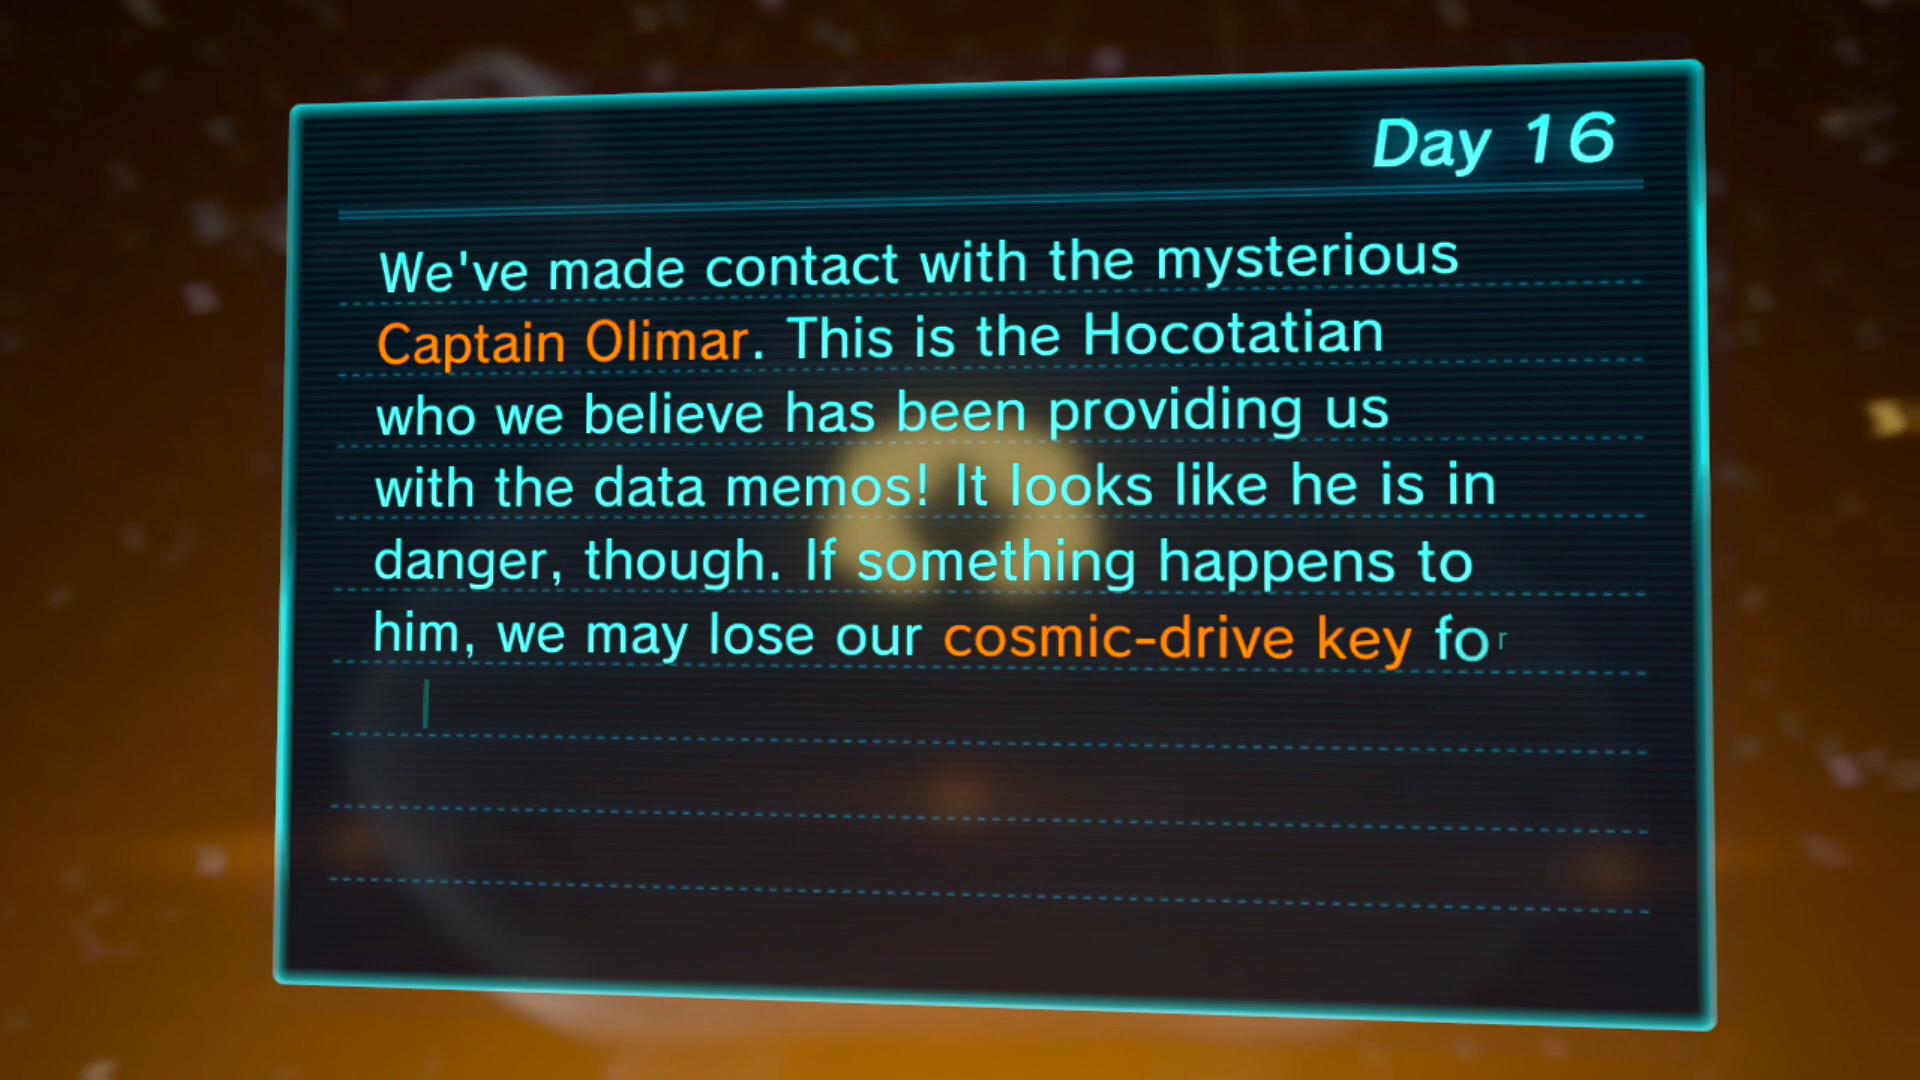 Day 16
We've made contact with the mysterious
Captain Olimar. This is the Hocotatian
who we believe has been providing us
with the data memos! It looks like he is in
danger, though. If something happens to
him, we may lose our cosmic-drive key for